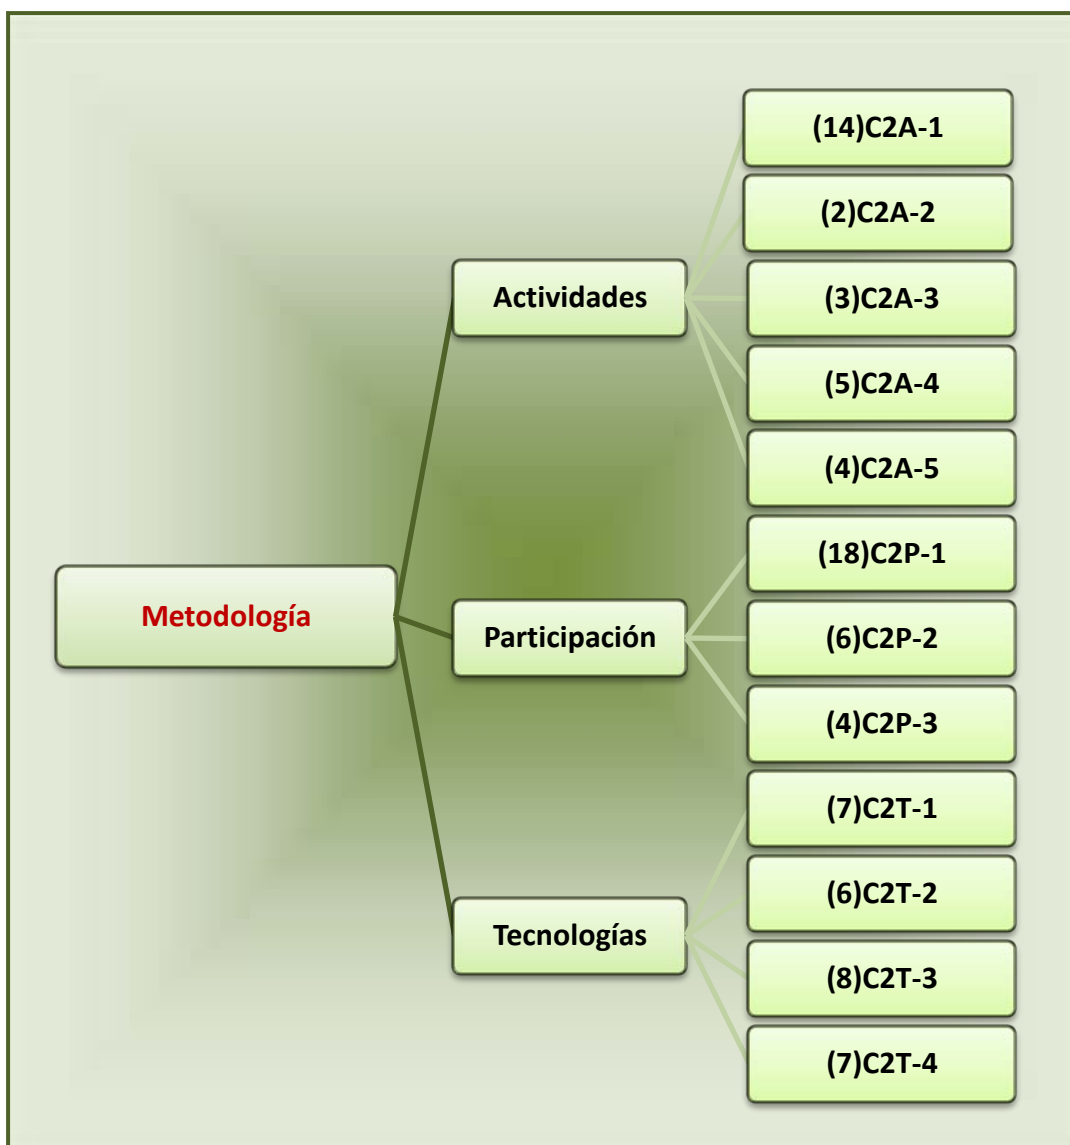 Metodología
Actividades
(14)C2A-1
(2)C2A-2
(3)C2A-3
(5)C2A-4
(4)C2A-5
Participación
(18)C2P-1
(6)C2P-2
(4)C2P-3
Tecnologías
(7)C2T-1
(6)C2T-2
(8)C2T-3
(7)C2T-4